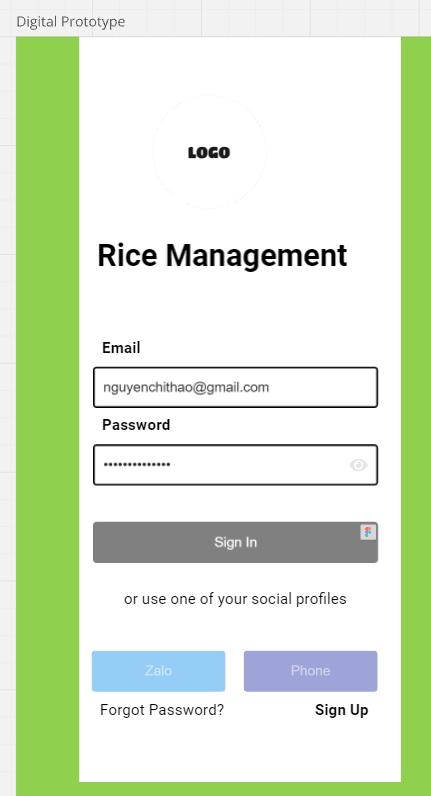 Digital Prototype
LOGO
Rice Management
Email
nguyenchithao@gmail.com
Password
••••••••••••••
Sign In
or use one of your social profiles
Zalo Phone
Forgot Password? Sign Up